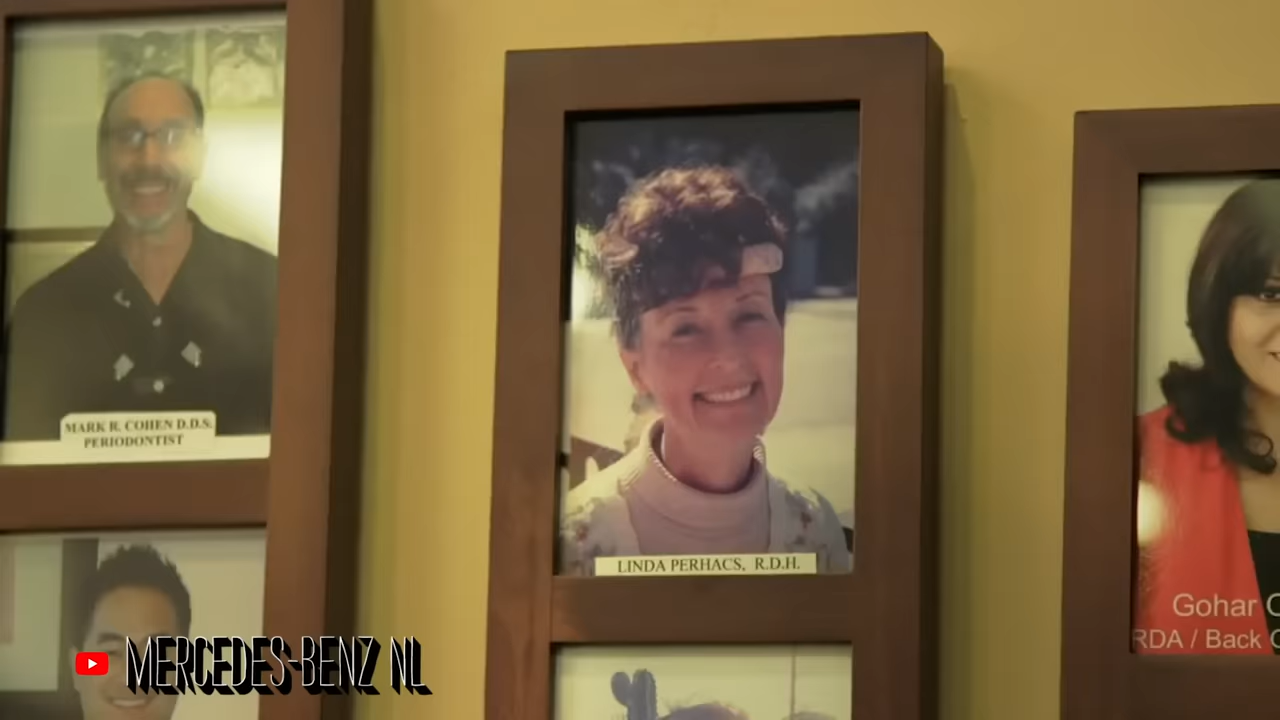 MARK R. COHEN D.D.S.
PERIODONTIST
LINDA PERHACS, R.D.H.
Gohar
RDA / Back
MERCEDES-BENZ NL